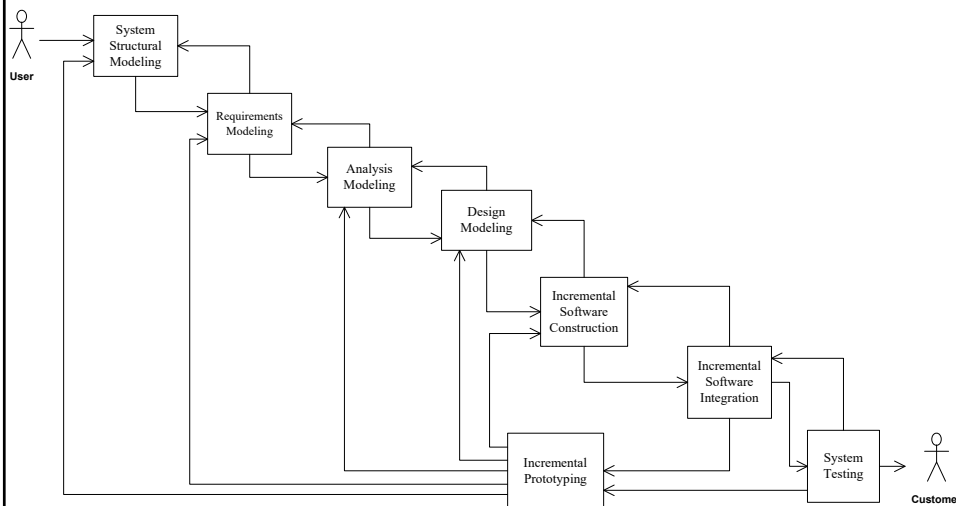 System
Structural
Modeling
User
Requirements
Modeling
Analysis
Modeling
Design
Modeling
Incremental
Software
Construction
Incremental
Software
Integration
Incremental
Prototyping
System
Testing
Custome